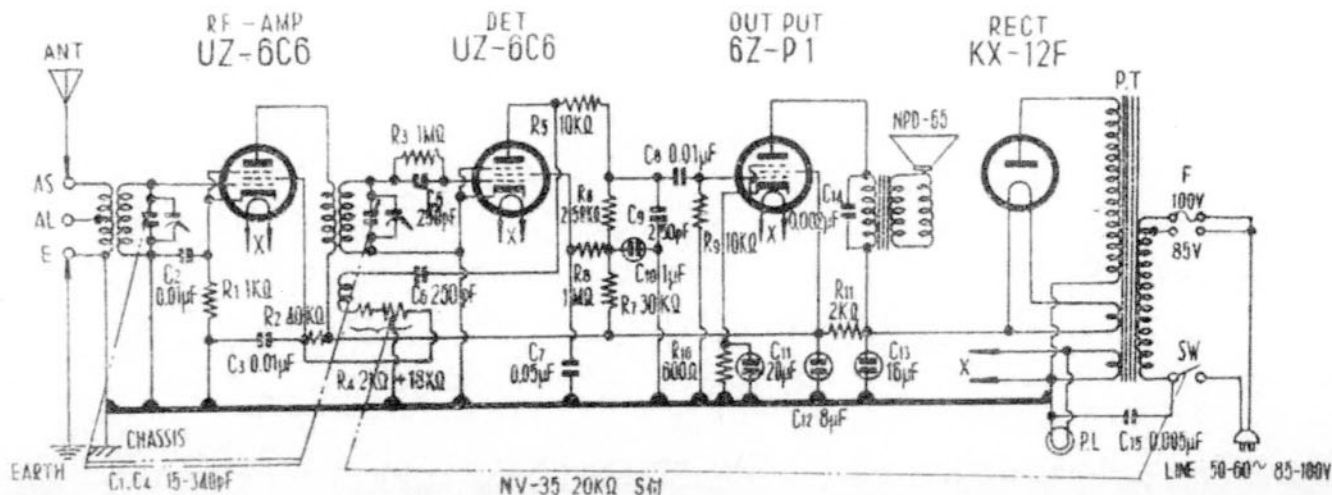 RF-AMP
UZ-6C6
DET
UZ-6C6
OUT PUT
6Z-P1
RECT
KX-12F
ANT
P.T
F
100V
85V
NPD-65
AS
AL
E
R3 1MΩ
250pF
R5 10KΩ
C8 0.01μF
C9 250pF
R9 10KΩ
C14 0.002μF
X
X
X
X
C2 0.01μF
R1 1KΩ
R2 40KΩ
C3 0.01μF
R4 2KΩ+18KΩ
C6 250pF
R8
C10 1μF
R7 30KΩ
C7 0.05μF
R10 600Ω
C11 20μF
R11 2KΩ
C13 16μF
C12 8μF
SW
P.L
C15 0.005μF
CHASSIS
EARTH
C1.C4 15-340pF
NV-35 20KΩ S付
LINE 50-60~ 85-100V